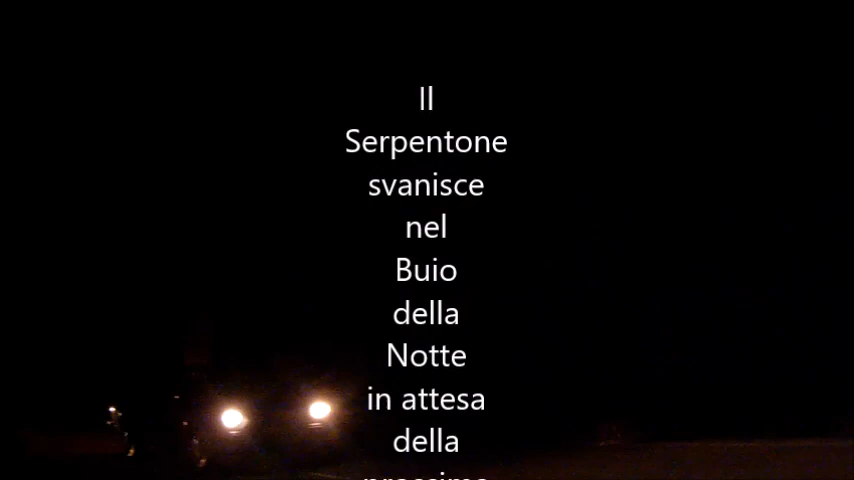 Il
Serpentone
svanisce
nel
Buio
della
Notte
in attesa
della